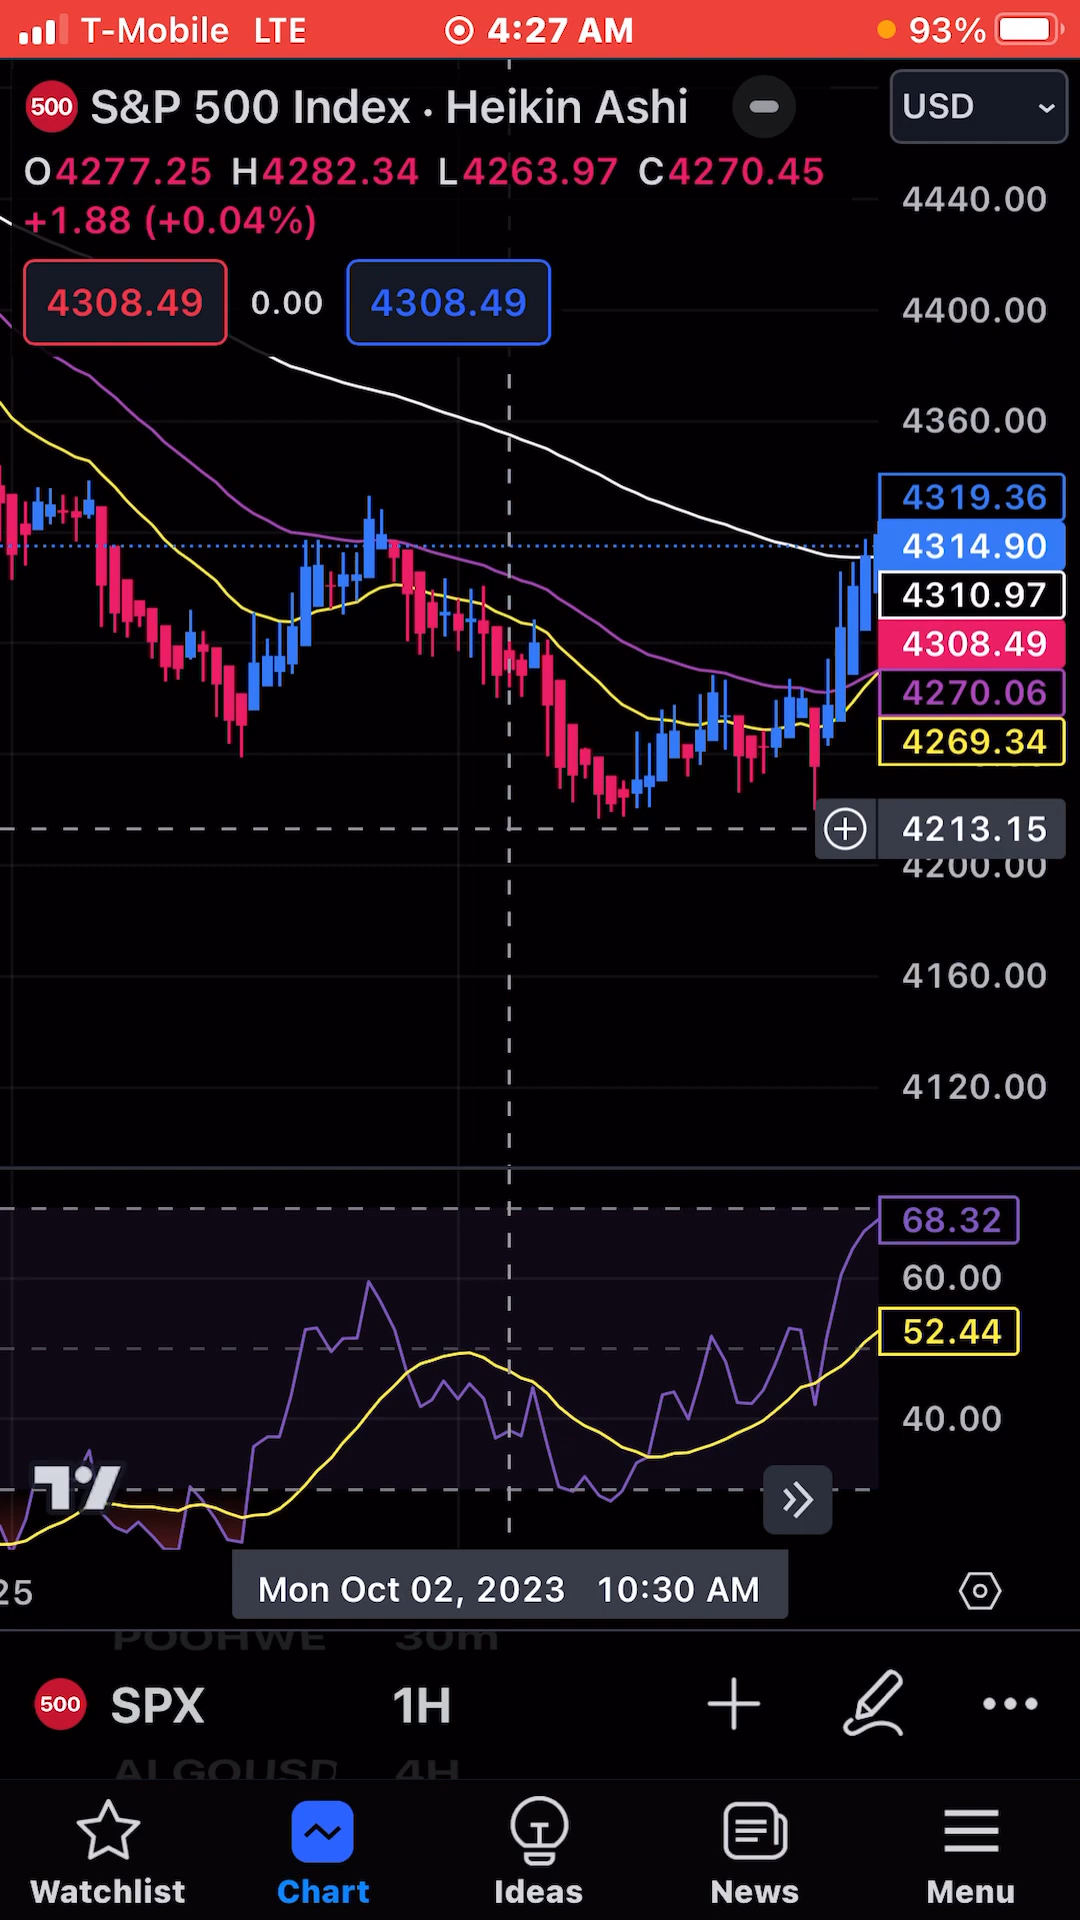 T-Mobile LTE 4:27 AM 93%
500 S&P 500 Index · Heikin Ashi USD
O4277.25 H4282.34 L4263.97 C4270.45
+1.88 (+0.04%)
4308.49 0.00 4308.49
4440.00
4400.00
4360.00
4319.36
4314.90
4310.97
4308.49
4270.06
4269.34
4213.15
4200.00
4160.00
4120.00
68.32
60.00
52.44
40.00
25 Mon Oct 02, 2023 10:30 AM
POOHWE 30m
500 SPX 1H
ALGOUSD 4H
Watchlist Chart Ideas News Menu